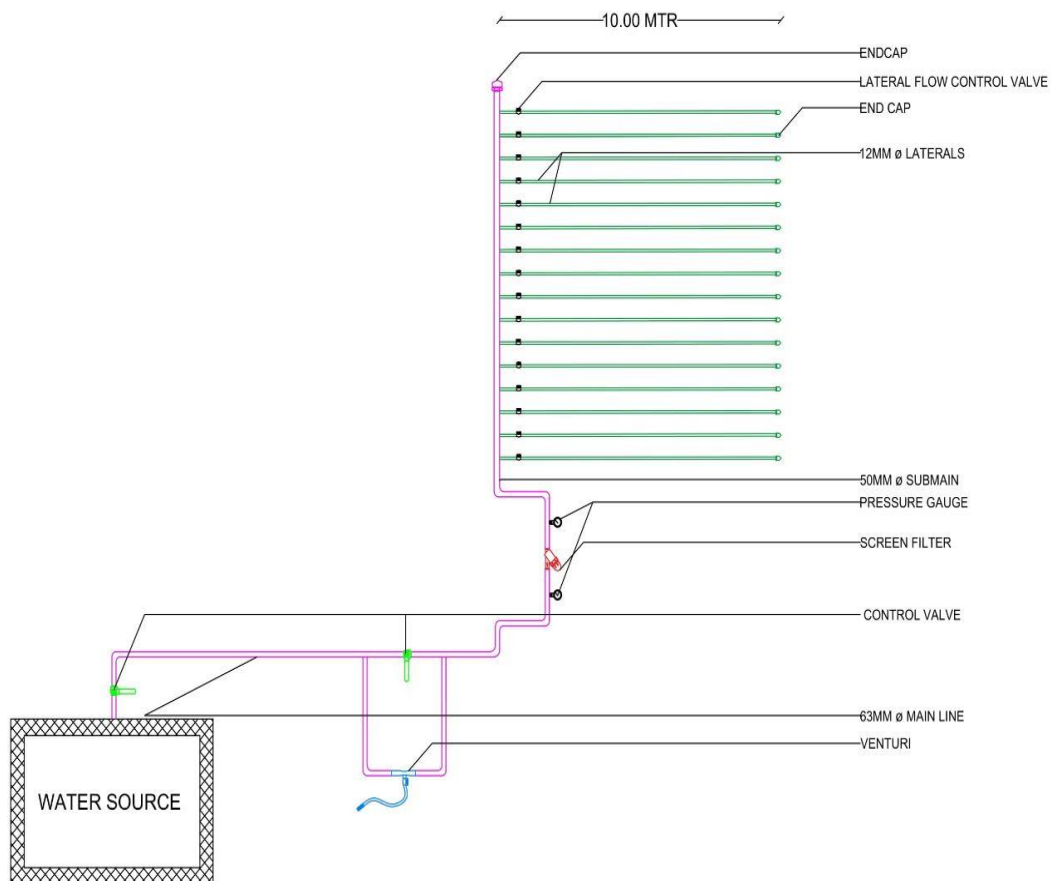 10.00 MTR
ENDCAP
LATERAL FLOW CONTROL VALVE
END CAP
12MM ø LATERALS
50MM ø SUBMAIN
PRESSURE GAUGE
SCREEN FILTER
CONTROL VALVE
63MM ø MAIN LINE
VENTURI
WATER SOURCE